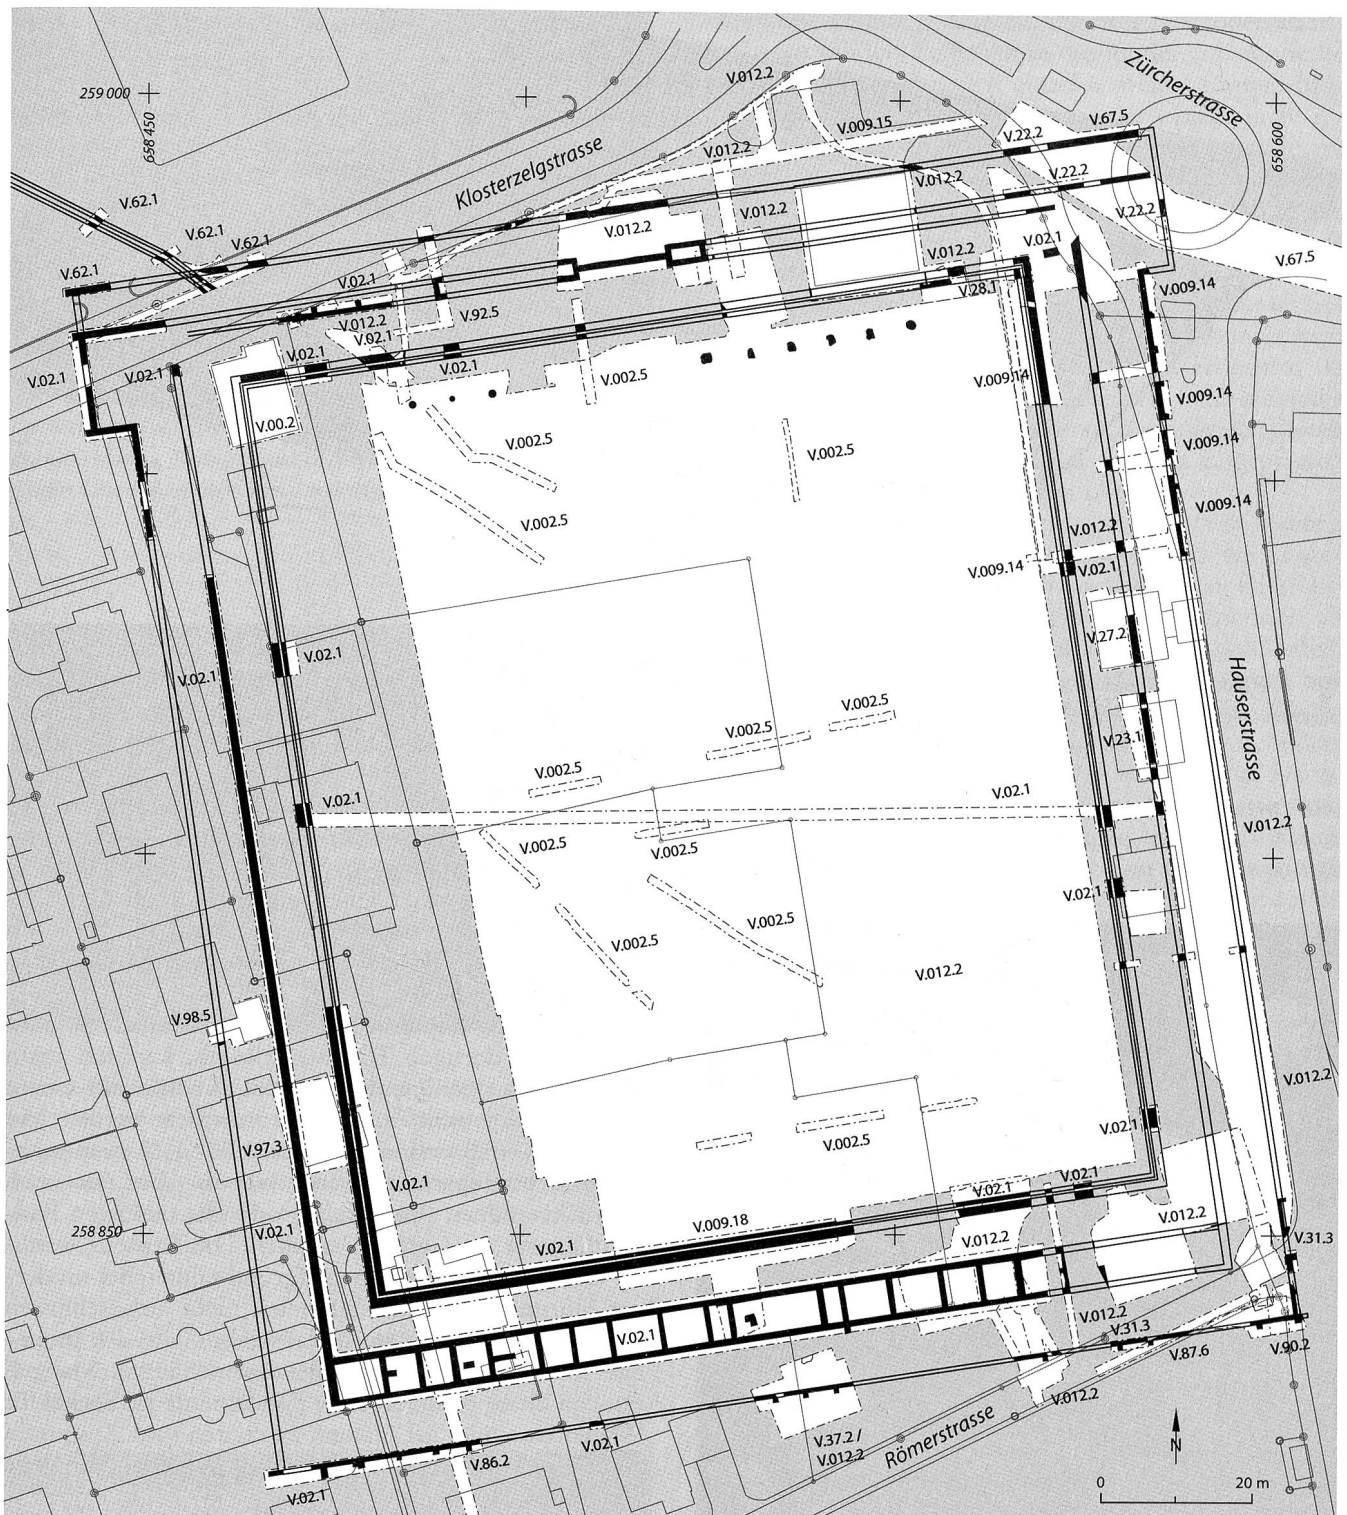 V.012.2
Zürcherstrasse
259 000
658 450
V.009.15
V.22.2
V.67.5
658 600
Klosterzelgstrasse
V.012.2
V.62.1
V.012.2
V.22.2
V.62.1
V.62.1
V.012.2
V.012.2
V.22.2
V.62.1
V.02.1
V.012.2
V.02.1
V.67.5
V.28.1
V.009.14
V.012.2
V.92.5
V.02.1
V.02.1
V.02.1
V.02.1
V.02.1
V.002.5
V.009.14
V.009.14
V.00.2
V.002.5
V.002.5
V.009.14
V.002.5
V.009.14
V.012.2
V.009.14
V.02.1
V.27.2
V.02.1
V.02.1
Hauserstrasse
V.002.5
V.002.5
V.23.1
V.002.5
V.02.1
V.02.1
V.012.2
V.002.5
V.002.5
V.02.1
V.002.5
V.002.5
V.012.2
V.98.5
V.012.2
V.97.3
V.002.5
V.02.1
V.02.1
V.02.1
V.02.1
V.009.18
V.012.2
258 850
V.02.1
V.02.1
V.012.2
V.31.3
V.012.2
V.31.3
V.02.1
V.87.6
V.90.2
V.012.2
Römerstrasse
V.37.2 /
V.012.2
V.02.1
V.86.2
V.02.1
N
0
20 m